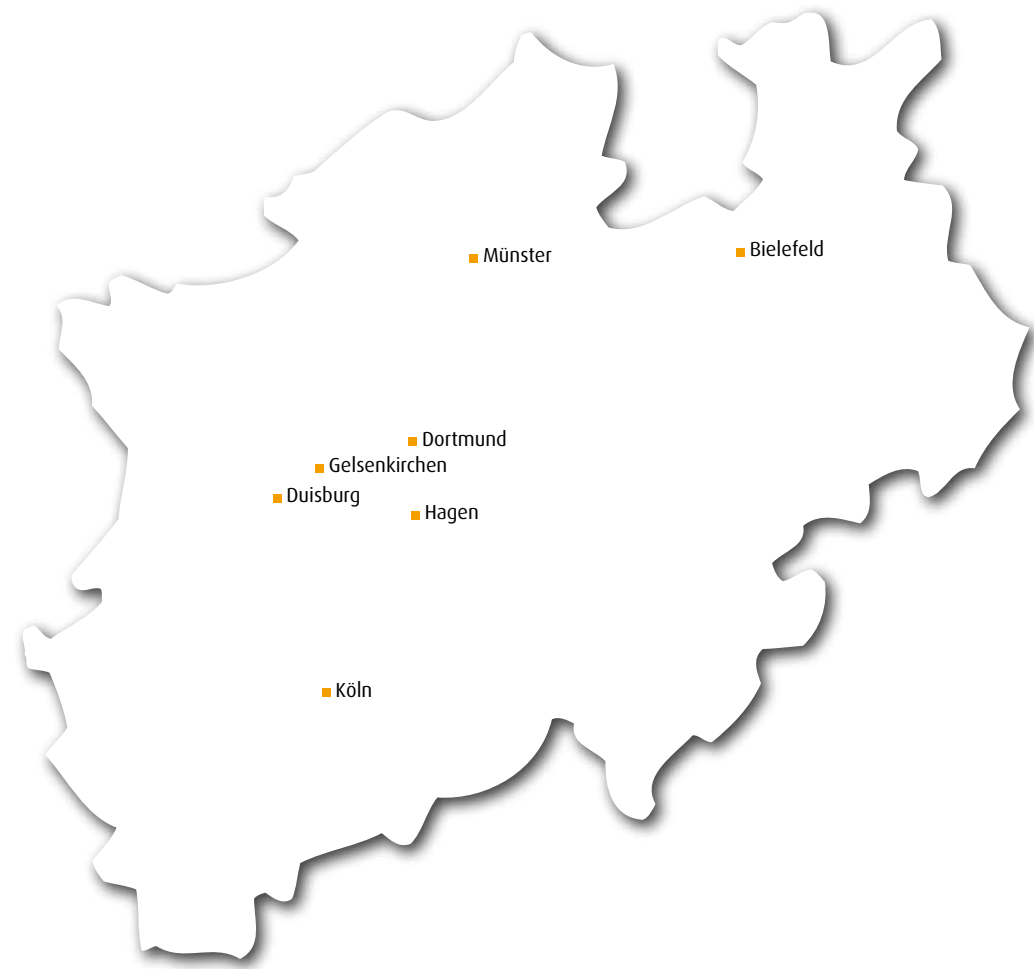 Bielefeld
Münster
Dortmund
Gelsenkirchen
Duisburg
Hagen
Köln